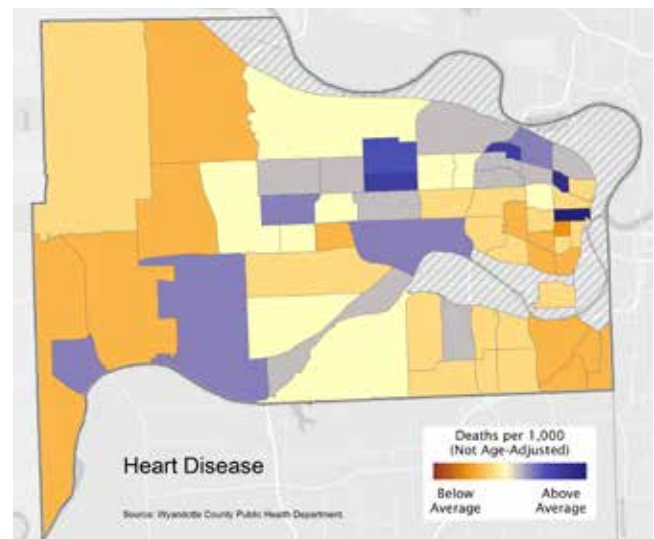 Deaths per 1,000
(Not Age-Adjusted)
Below
Average
Above
Average
Heart Disease
Source: Wyandotte County Public Health Department.